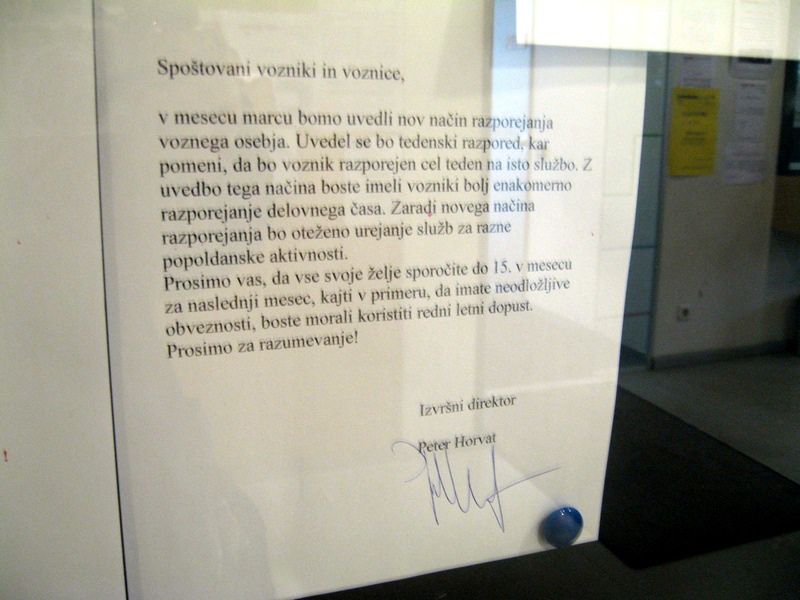 Spoštovani vozniki in voznice,
v mesecu marcu bomo uvedli nov način razporejanja
voznega osebja. Uvedel se bo tedenski razpored, kar
pomeni, da bo voznik razporejen cel teden na isto službo. Z
uvedbo tega načina boste imeli vozniki bolj enakomerno
razporejanje delovnega časa. Zaradi novega načina
razporejanja bo oteženo urejanje služb za razne
popoldanske aktivnosti.
Prosimo vas, da vse svoje želje sporočite do 15. v mesecu
za naslednji mesec, kajti v primeru, da imate neodložljive
obveznosti, boste morali koristiti redni letni dopust.
Prosimo za razumevanje!
Izvršni direktor
Peter Horvat